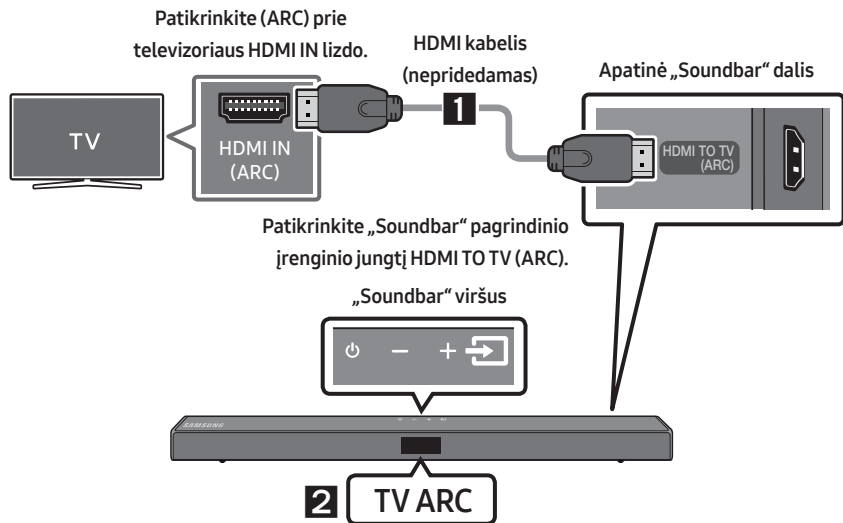 Patikrinkite (ARC) prie
televizoriaus HDMI IN lizdo.
HDMI kabelis
(nepridedamas)
Apatinė „Soundbar“ dalis
1
TV
HDMI IN
(ARC)
HDMI TO TV
(ARC)
Patikrinkite „Soundbar“ pagrindinio
įrenginio jungtį HDMI TO TV (ARC).
„Soundbar“ viršus
SAMSUNG
2
TV ARC